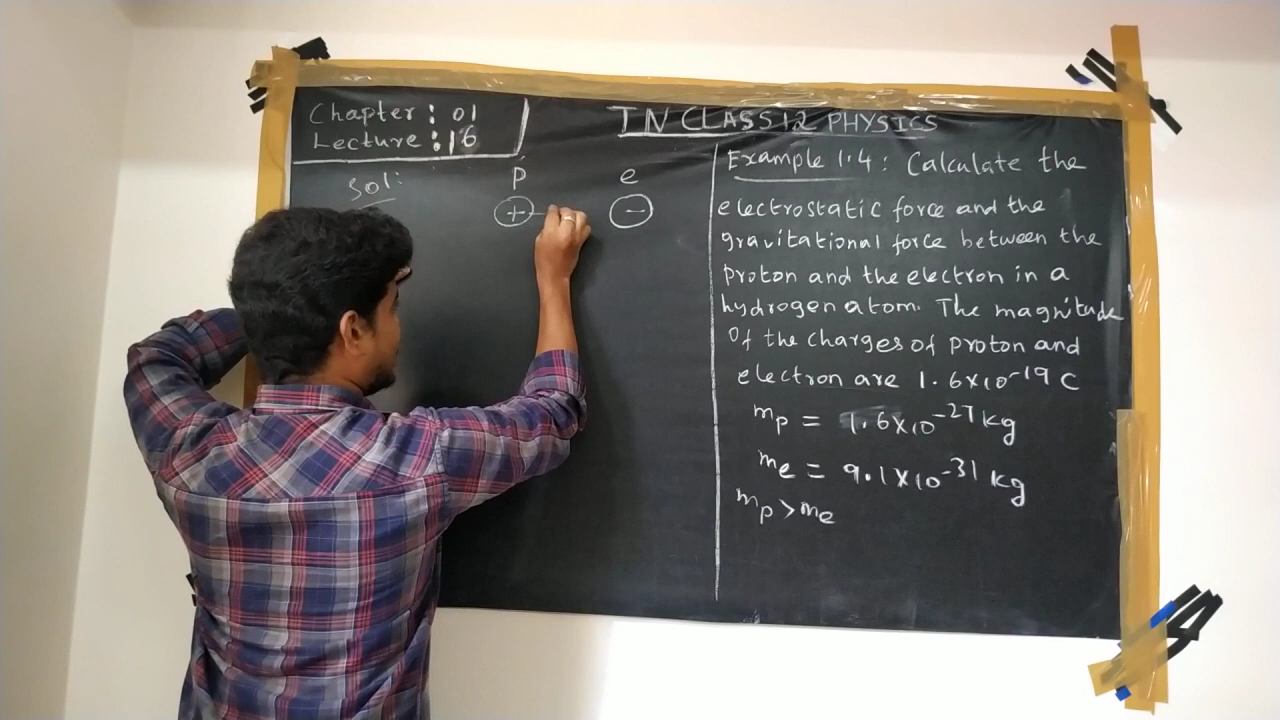 Chapter : 01
Lecture : 16
TN CLASS 12 PHYSICS
Sol:
p e
+ -
Example 1.4 : Calculate the
electrostatic force and the
gravitational force between the
proton and the electron in a
hydrogen atom. The magnitude
Of the charges of proton and
electron are 1.6×10⁻¹⁹ C
mp = 1.6×10⁻²⁷ kg
me = 9.1×10⁻³¹ kg
mp > me